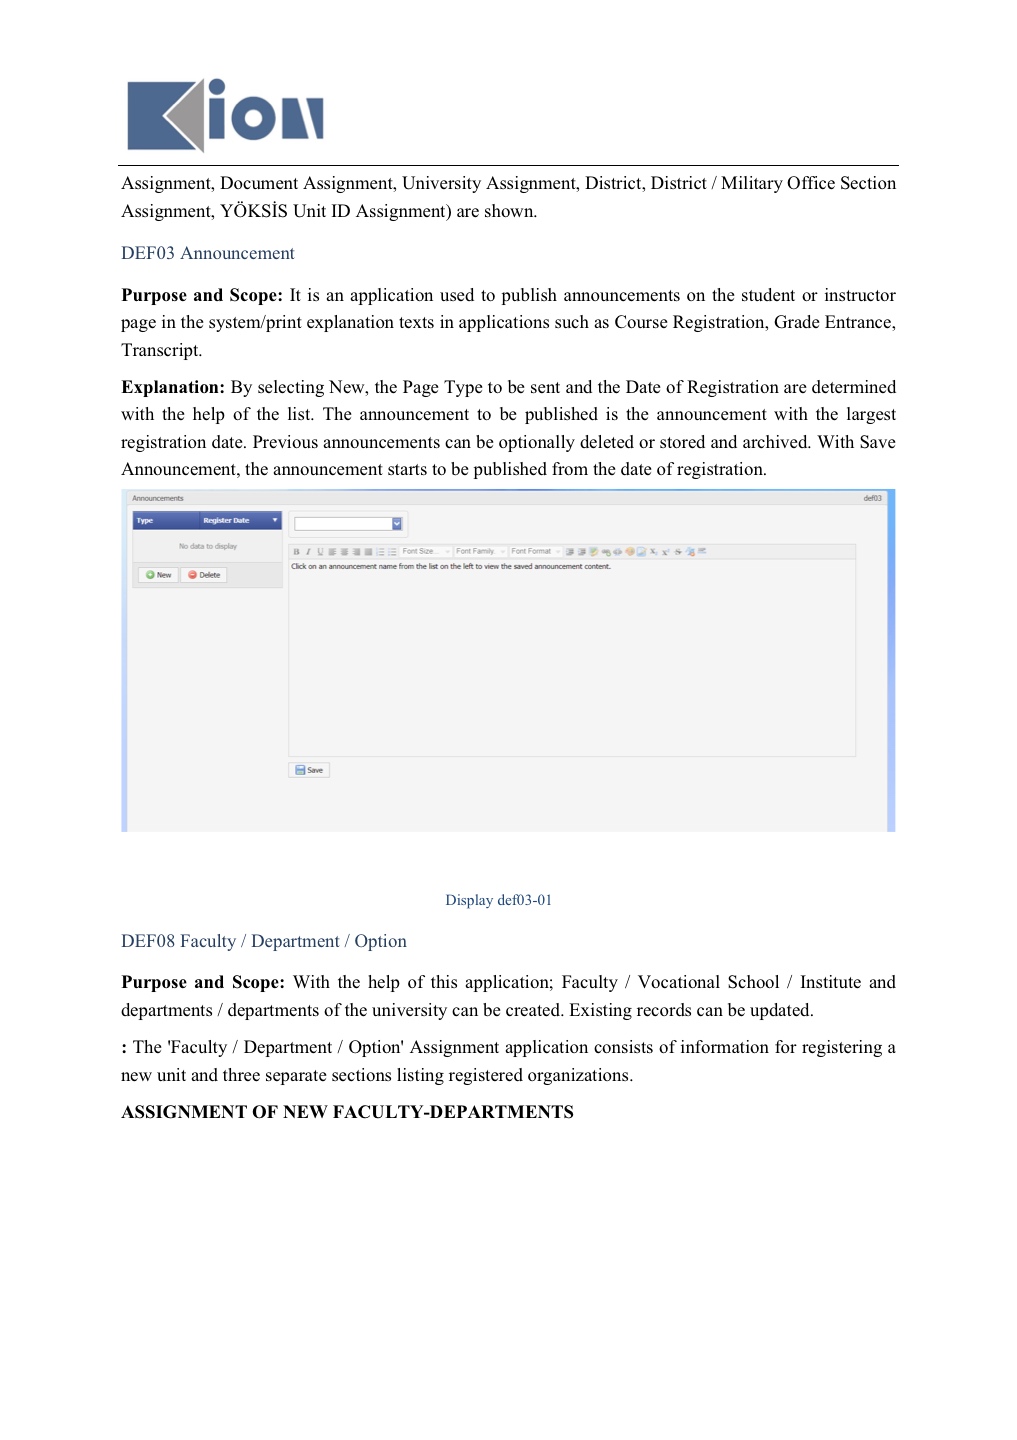 Kion
Assignment, Document Assignment, University Assignment, District, District / Military Office Section
Assignment, YÖKSİS Unit ID Assignment) are shown.
DEF03 Announcement
Purpose and Scope: It is an application used to publish announcements on the student or instructor
page in the system/print explanation texts in applications such as Course Registration, Grade Entrance,
Transcript.
Explanation: By selecting New, the Page Type to be sent and the Date of Registration are determined
with the help of the list. The announcement to be published is the announcement with the largest
registration date. Previous announcements can be optionally deleted or stored and archived. With Save
Announcement, the announcement starts to be published from the date of registration.
Announcements def03
Type Register Date
No data to display
New Delete
B I U Font Size... Font Family. Font Format
Click on an announcement name from the list on the left to view the saved announcement content.
Save
Display def03-01
DEF08 Faculty / Department / Option
Purpose and Scope: With the help of this application; Faculty / Vocational School / Institute and
departments / departments of the university can be created. Existing records can be updated.
: The 'Faculty / Department / Option' Assignment application consists of information for registering a
new unit and three separate sections listing registered organizations.
ASSIGNMENT OF NEW FACULTY-DEPARTMENTS